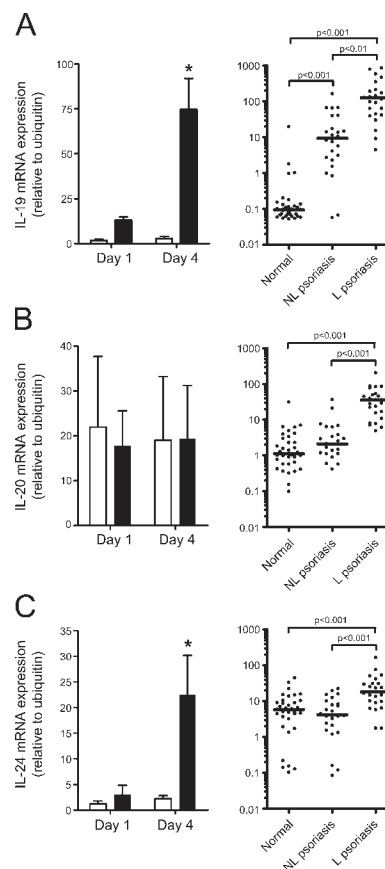 A
IL-19 mRNA expression
(relative to ubiquitin)
100
75
50
25
0
*
Day 1
Day 4
p<0.001
p<0.01
p<0.001
1000
100
10
1
0.1
0.01
Normal
NL psoriasis
L psoriasis
B
IL-20 mRNA expression
(relative to ubiquitin)
40
30
20
10
0
Day 1
Day 4
p<0.001
p<0.001
1000
100
10
1
0.1
0.01
Normal
NL psoriasis
L psoriasis
C
IL-24 mRNA expression
(relative to ubiquitin)
35
30
25
20
15
10
5
0
*
Day 1
Day 4
p<0.001
p<0.001
1000
100
10
1
0.1
0.01
Normal
NL psoriasis
L psoriasis